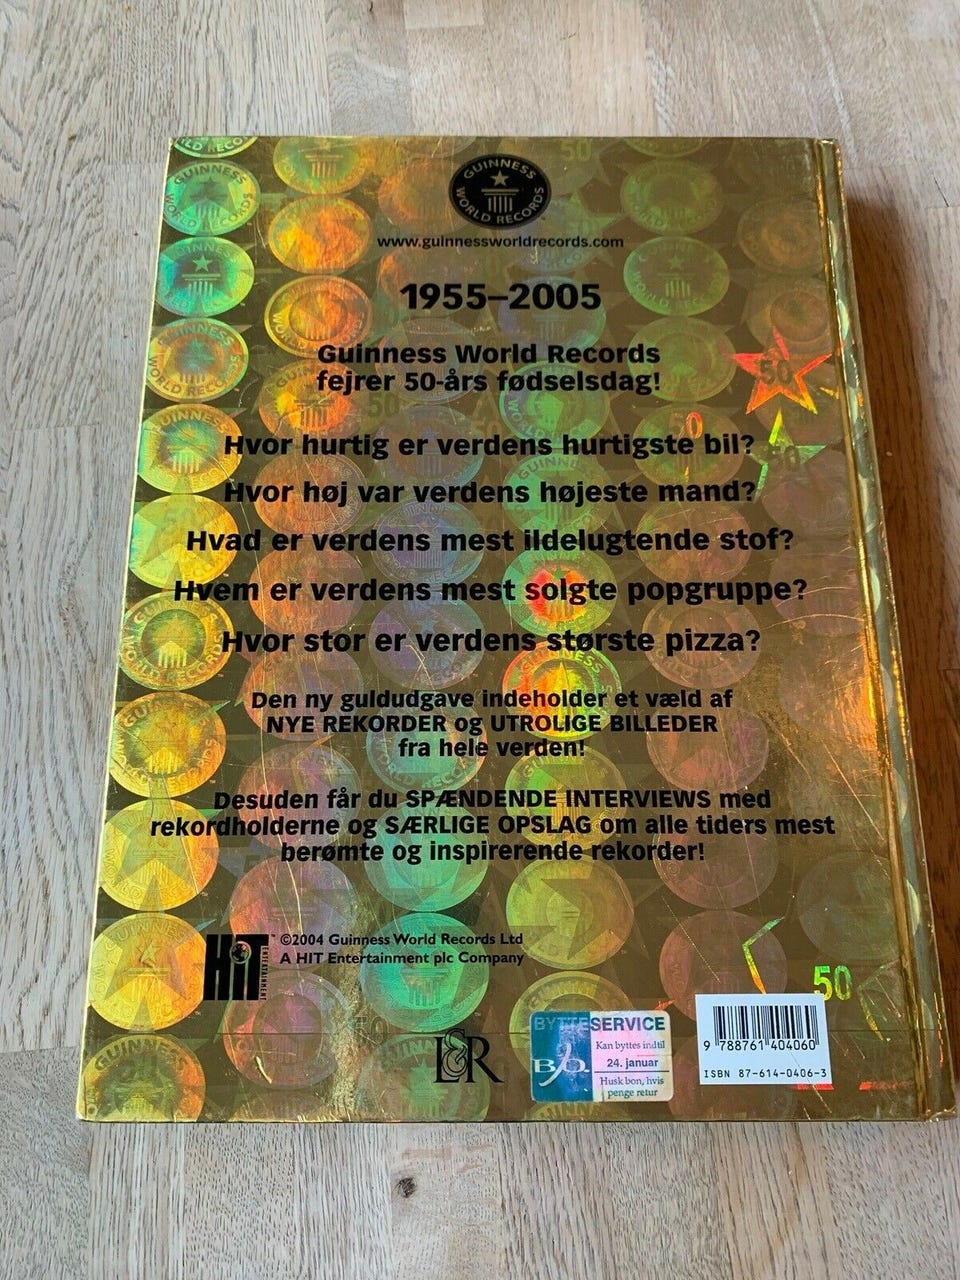 GUINNESS WORLD RECORDS
www.guinnessworldrecords.com
1955–2005
Guinness World Records
fejrer 50-års fødselsdag!
Hvor hurtig er verdens hurtigste bil?
Hvor høj var verdens højeste mand?
Hvad er verdens mest ildelugtende stof?
Hvem er verdens mest solgte popgruppe?
Hvor stor er verdens største pizza?
Den ny guldudgave indeholder et væld af
NYE REKORDER og UTROLIGE BILLEDER
fra hele verden!
Desuden får du SPÆNDENDE INTERVIEWS med
rekordholderne og SÆRLIGE OPSLAG om alle tiders mest
berømte og inspirerende rekorder!
HiT ENTERTAINMENT ™
©2004 Guinness World Records Ltd
A HIT Entertainment plc Company
50
L&R
BYTTESERVICE
Kan byttes indtil
24. januar
Husk bon, hvis
penge retur
9 788761 404060
ISBN 87-614-0406-3